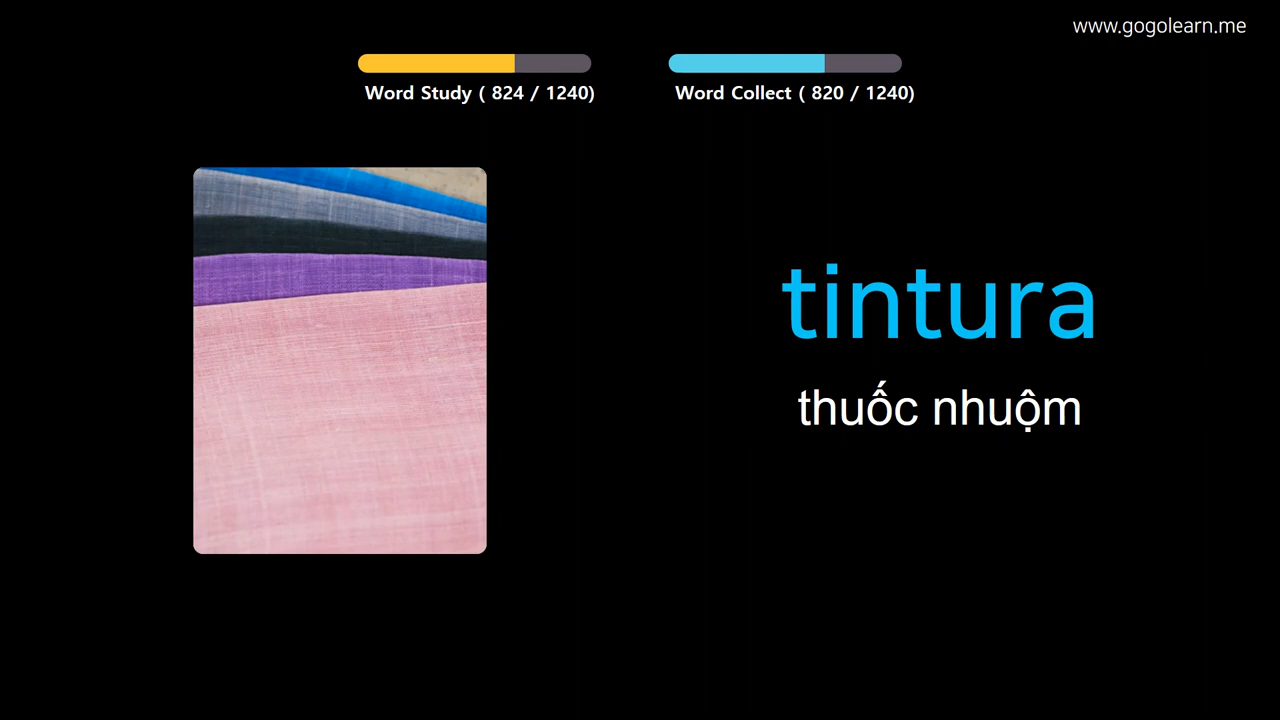 www.gogolearn.me
Word Study ( 824 / 1240)
Word Collect ( 820 / 1240)
tintura
thuốc nhuộm